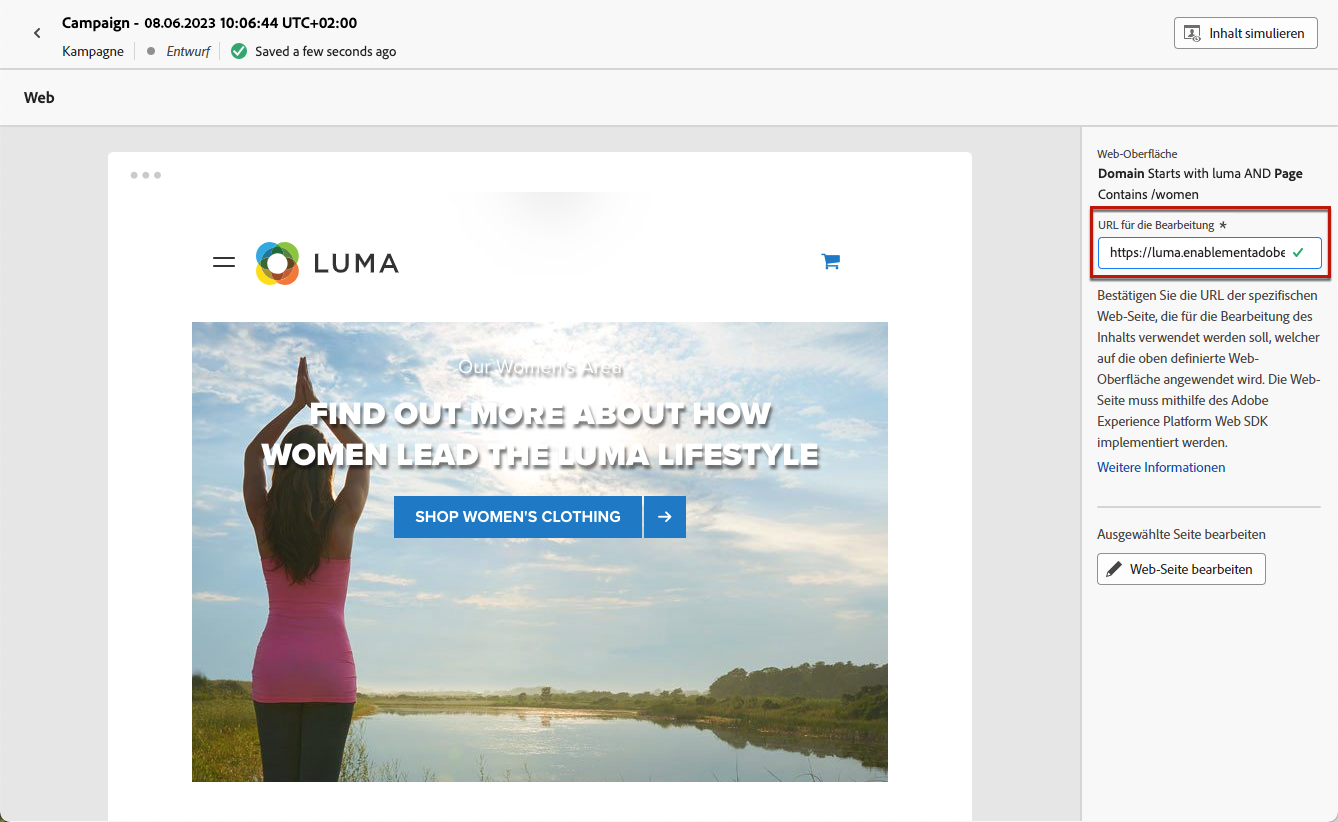 Campaign - 08.06.2023 10:06:44 UTC+02:00
Kampagne
Entwurf
Saved a few seconds ago
Inhalt simulieren
Web
LUMA
Our Women's Area
FIND OUT MORE ABOUT HOW
WOMEN LEAD THE LUMA LIFESTYLE
SHOP WOMEN'S CLOTHING
Web-Oberfläche
Domain Starts with luma AND Page
Contains /women
URL für die Bearbeitung *
https://luma.enablementadobe
Bestätigen Sie die URL der spezifischen
Web-Seite, die für die Bearbeitung des
Inhalts verwendet werden soll, welcher
auf die oben definierte Web-
Oberfläche angewendet wird. Die Web-
Seite muss mithilfe des Adobe
Experience Platform Web SDK
implementiert werden.
Weitere Informationen
Ausgewählte Seite bearbeiten
Web-Seite bearbeiten